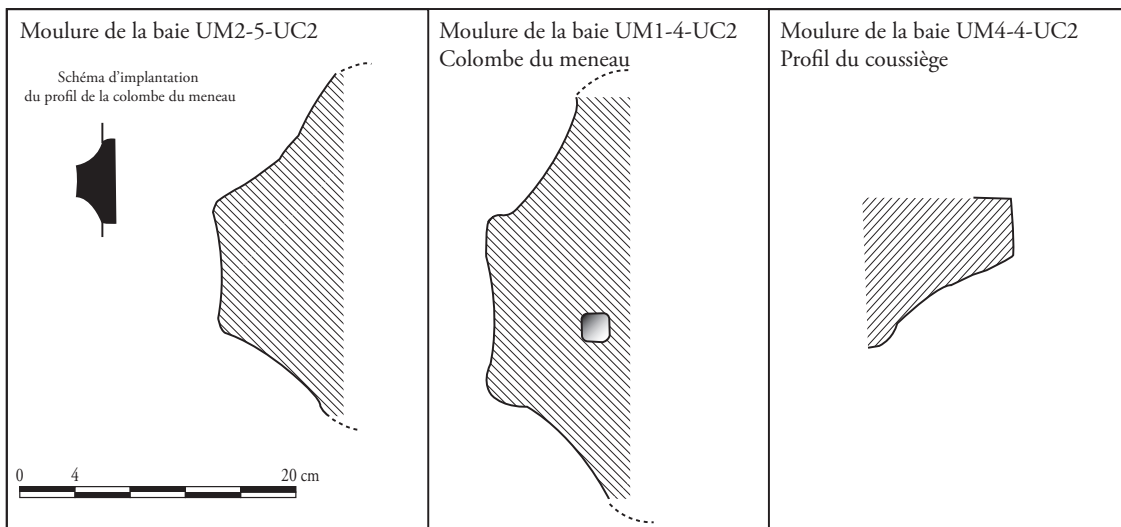 Moulure de la baie UM2-5-UC2
Schéma d'implantation
du profil de la colombe du meneau
0 4 20 cm
Moulure de la baie UM1-4-UC2
Colombe du meneau
Moulure de la baie UM4-4-UC2
Profil du coussiège